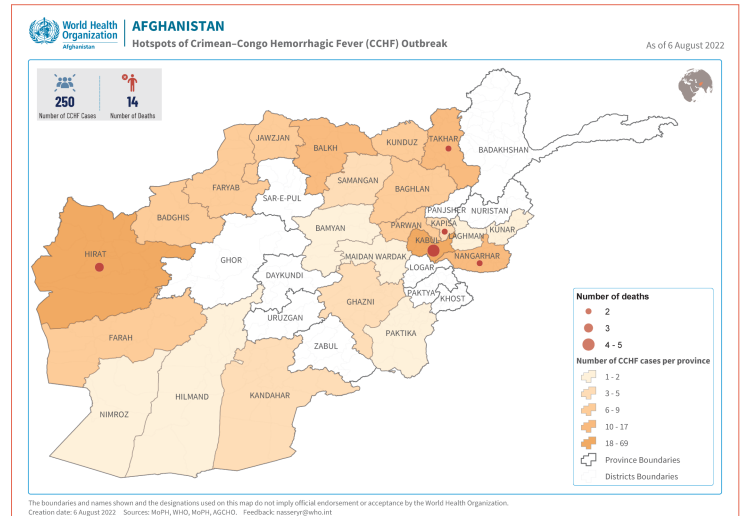 World Health
Organization
Afghanistan
AFGHANISTAN
Hotspots of Crimean–Congo Hemorrhagic Fever (CCHF) Outbreak
As of 6 August 2022
250
Number of CCHF Cases
14
Number of Deaths
JAWZJAN
BALKH
KUNDUZ
TAKHAR
BADAKHSHAN
SAMANGAN
FARYAB
BAGHLAN
SAR-E-PUL
BADGHIS
PANJSHER
NURISTAN
BAMYAN
PARWAN
KAPISA
KUNAR
LAGHMAN
KABUL
HIRAT
GHOR
MAIDAN WARDAK
NANGARHAR
LOGAR
DAYKUNDI
PAKTYA
KHOST
GHAZNI
URUZGAN
PAKTIKA
FARAH
ZABUL
KANDAHAR
HILMAND
NIMROZ
Number of deaths
2
3
4 - 5
Number of CCHF cases per province
1 - 2
3 - 5
6 - 9
10 - 17
18 - 69
Province Boundaries
Districts Boundaries
The boundaries and names shown and the designations used on this map do not imply official endorsement or acceptance by the World Health Organization.
Creation date: 6 August 2022 Sources: MoPH, WHO, MoPH, AGCHO. Feedback: nasseryr@who.int